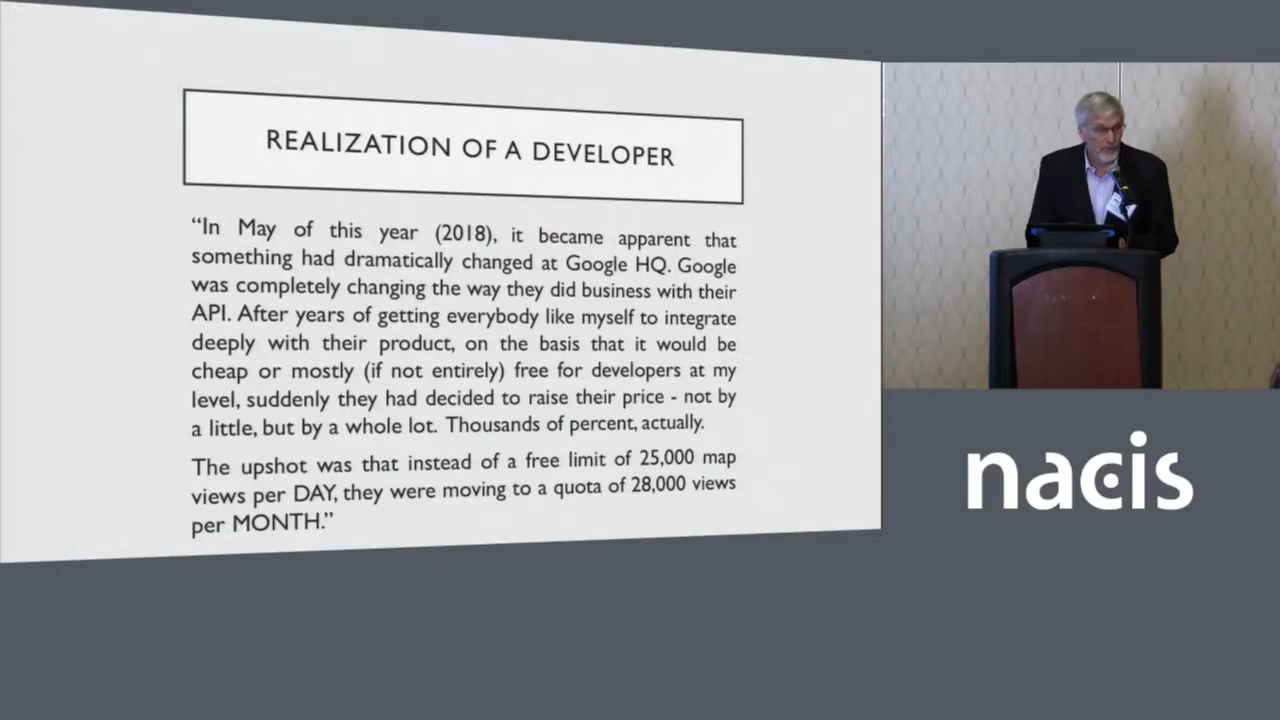 REALIZATION OF A DEVELOPER
“In May of this year (2018), it became apparent that
something had dramatically changed at Google HQ. Google
was completely changing the way they did business with their
API. After years of getting everybody like myself to integrate
deeply with their product, on the basis that it would be
cheap or mostly (if not entirely) free for developers at my
level, suddenly they had decided to raise their price - not by
a little, but by a whole lot. Thousands of percent, actually.
The upshot was that instead of a free limit of 25,000 map
views per DAY, they were moving to a quota of 28,000 views
per MONTH.”
nacis